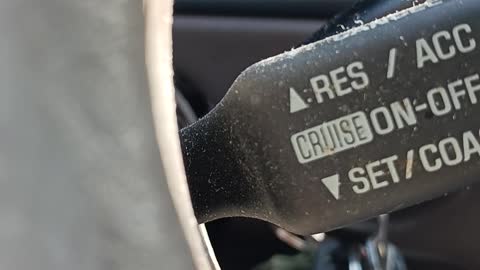 ▲RES / ACC
CRUISE ON-OFF
▼SET/COA